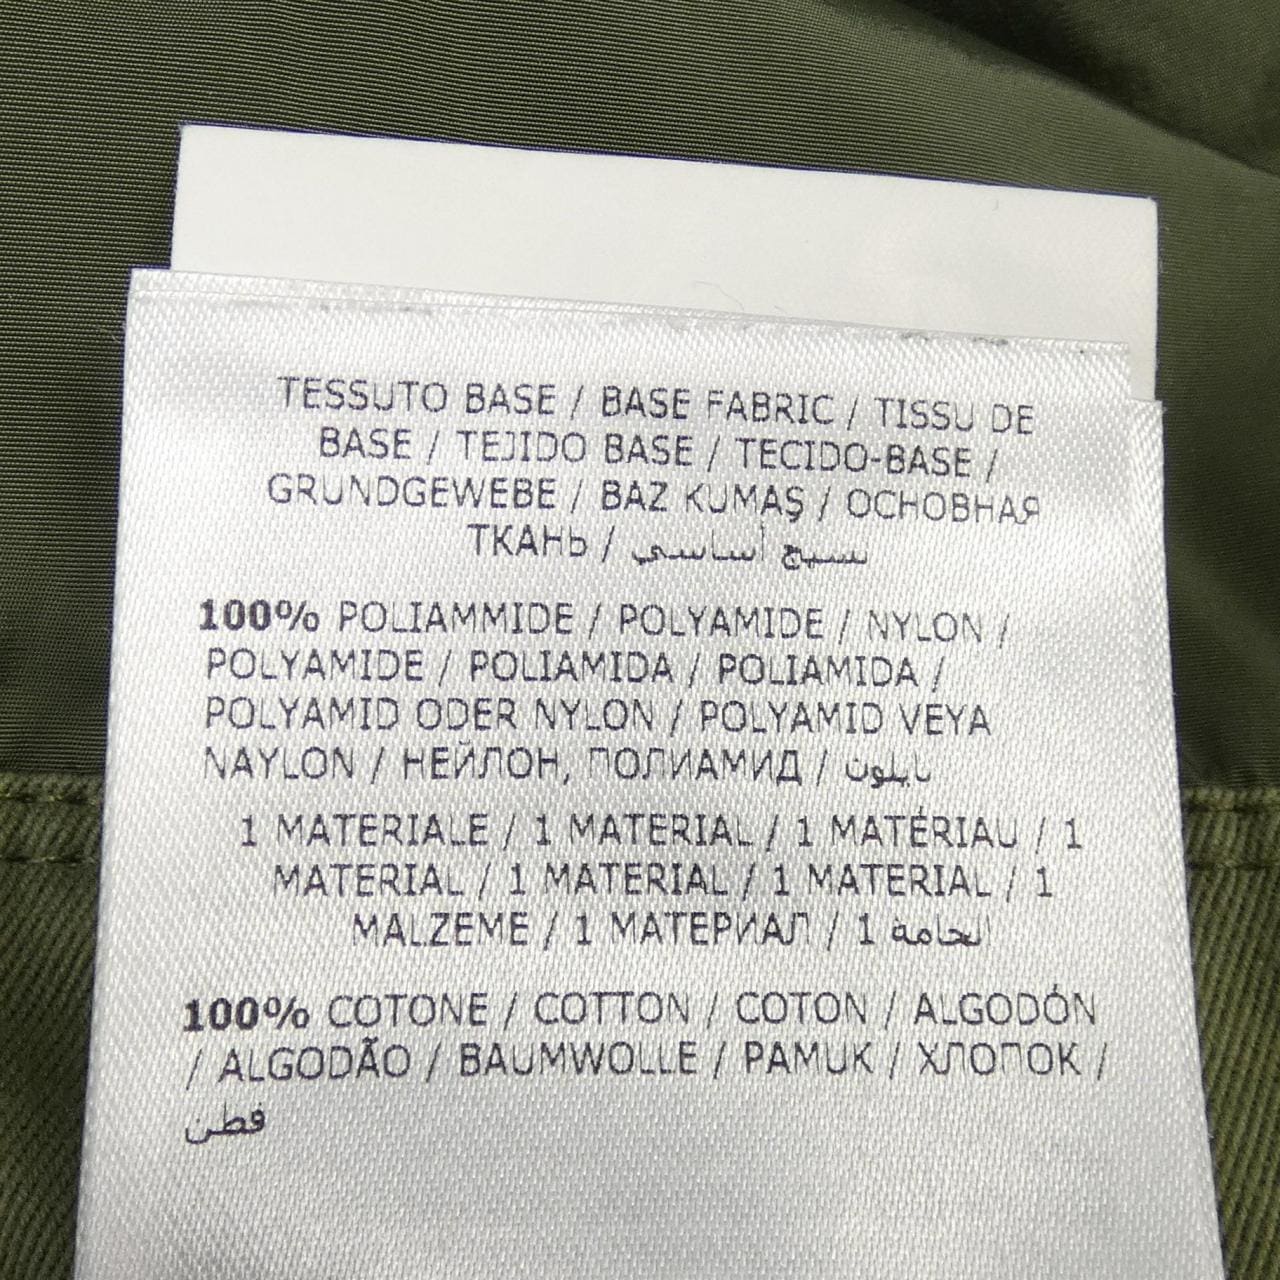 TESSUTO BASE / BASE FABRIC / TISSU DE
BASE / TEJIDO BASE / TECIDO-BASE /
GRUNDGEWEBE / BAZ KUMAŞ / ОСНОВНАЯ
ТКАНЬ / نسيج أساسي
100% POLIAMMIDE / POLYAMIDE / NYLON /
POLYAMIDE / POLIAMIDA / POLIAMIDA /
POLYAMID ODER NYLON / POLYAMID VEYA
NAYLON / НЕЙЛОН, ПОЛИАМИД / نايلون
1 MATERIALE / 1 MATERIAL / 1 MATÉRIAU / 1
MATERIAL / 1 MATERIAL / 1 MATERIAL / 1
MALZEME / 1 МАТЕРИАЛ / 1 الخامة
100% COTONE / COTTON / COTON / ALGODÓN
/ ALGODÃO / BAUMWOLLE / PAMUK / ХЛОПОК /
قطن